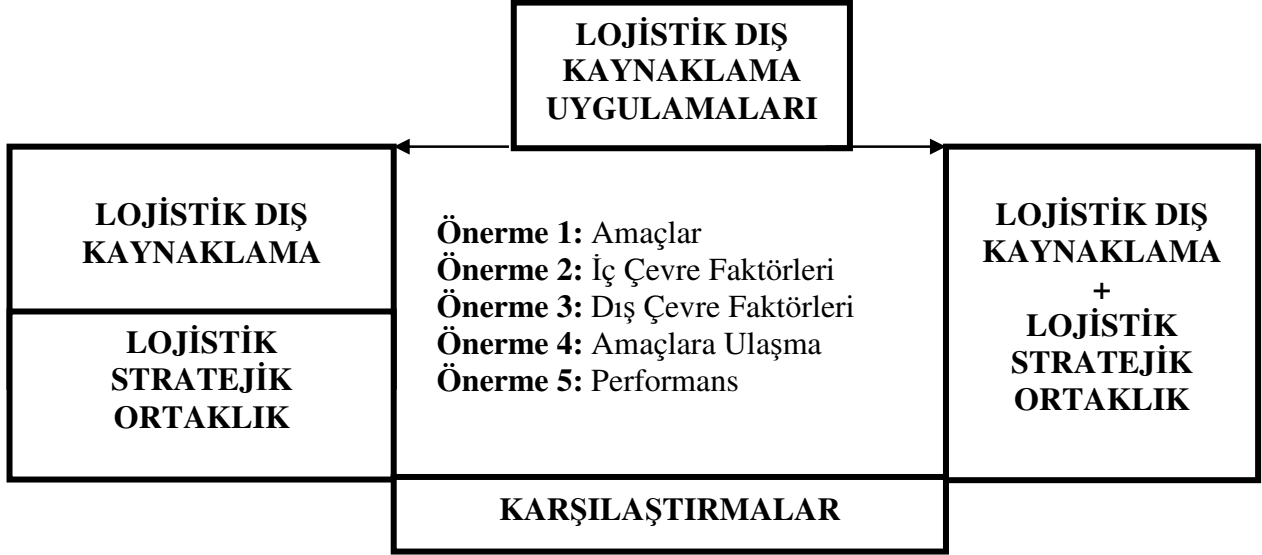 LOJİSTİK DIŞ
KAYNAKLAMA
UYGULAMALARI
LOJİSTİK DIŞ
KAYNAKLAMA
LOJİSTİK
STRATEJİK
ORTAKLIK
Önerme 1: Amaçlar
Önerme 2: İç Çevre Faktörleri
Önerme 3: Dış Çevre Faktörleri
Önerme 4: Amaçlara Ulaşma
Önerme 5: Performans
LOJİSTİK DIŞ
KAYNAKLAMA
+
LOJİSTİK
STRATEJİK
ORTAKLIK
KARŞILAŞTIRMALAR